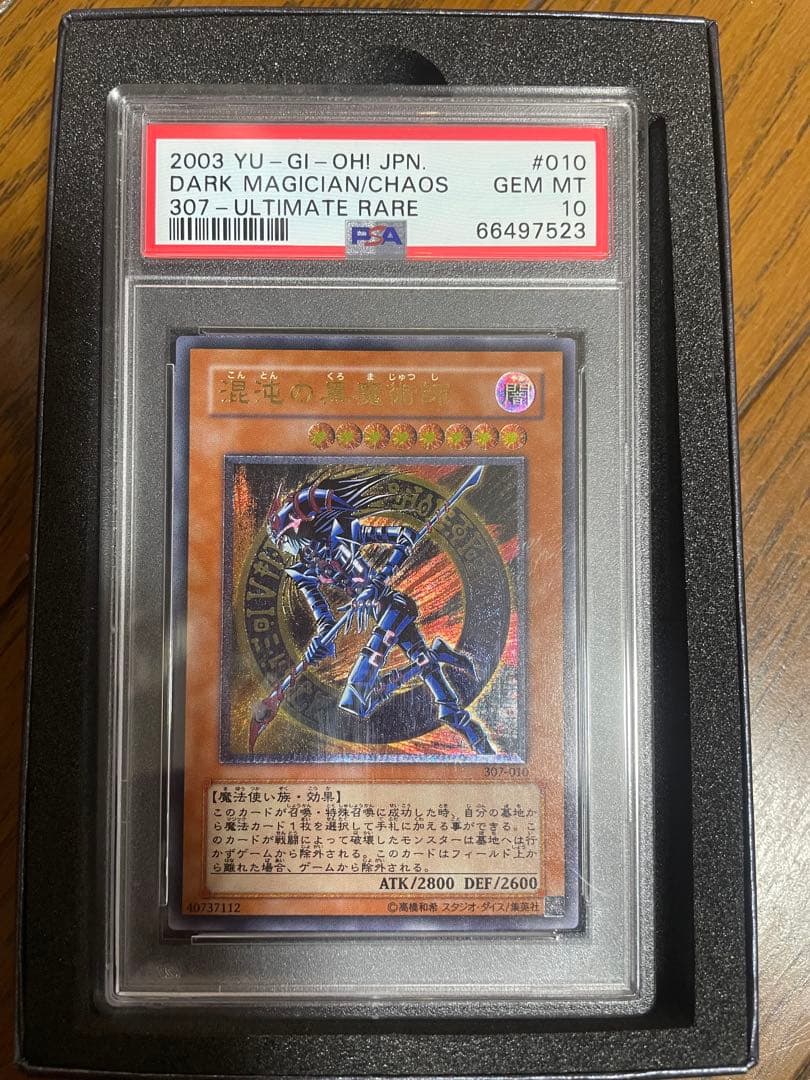 2003 YU-GI-OH! JPN. #010
DARK MAGICIAN/CHAOS GEM MT
307-ULTIMATE RARE 10
PSA 66497523
こん とん くろ ま じゅつ し
混沌の黒魔術師
闇
307-010
【魔法使い族・効果】
このカードが召喚・特殊召喚に成功した時、自分の墓地か
ら魔法カード1枚を選択して手札に加える事ができる。こ
のカードが戦闘によって破壊したモンスターは墓地へは行
かずゲームから除外される。このカードはフィールド上か
ら離れた場合、ゲームから除外される。
ATK/2800 DEF/2600
40737112 ©高橋和希 スタジオ・ダイス/集英社